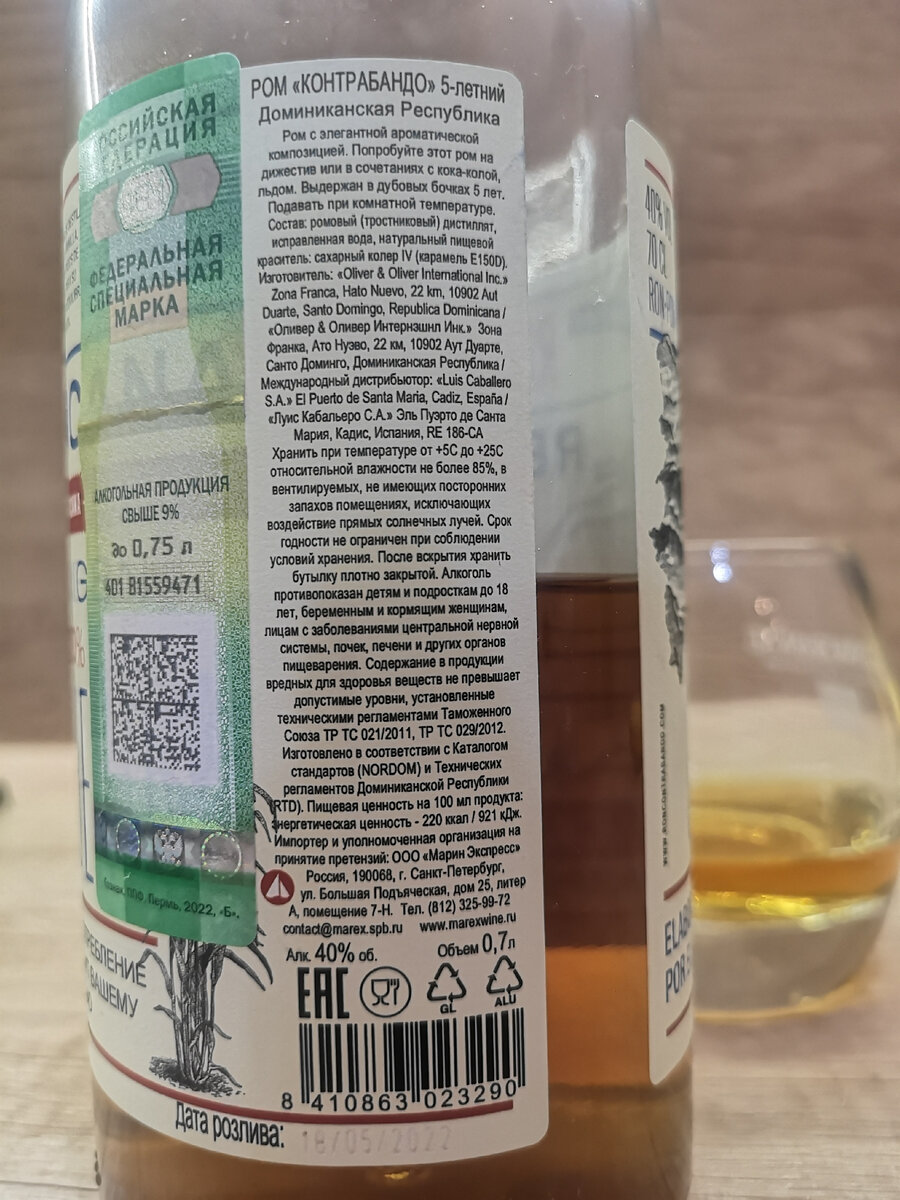 РОССИЙСКАЯ
ФЕДЕРАЦИЯ
ФЕДЕРАЛЬНАЯ
СПЕЦИАЛЬНАЯ
МАРКА
АЛКОГОЛЬНАЯ ПРОДУКЦИЯ
СВЫШЕ 9%
до 0,75 л
401 81559471
Гознак, ППФ, Пермь, 2022, «Б».
РОМ «КОНТРАБАНДО» 5-летний
Доминиканская Республика
Ром с элегантной ароматической
композицией. Попробуйте этот ром на
дижестив или в сочетаниях с кока-колой,
льдом. Выдержан в дубовых бочках 5 лет.
Подавать при комнатной температуре.
Состав: ромовый (тростниковый) дистиллят,
исправленная вода, натуральный пищевой
краситель: сахарный колер IV (карамель E150D).
Изготовитель: «Oliver & Oliver International Inc.»
Zona Franca, Hato Nuevo, 22 km, 10902 Aut
Duarte, Santo Domingo, Republica Dominicana /
«Оливер & Оливер Интернэшнл Инк.» Зона
Франка, Ато Нуэво, 22 км, 10902 Аут Дуарте,
Санто Доминго, Доминиканская Республика /
Международный дистрибьютор: «Luis Caballero
S.A.» El Puerto de Santa Maria, Cadiz, España /
«Луис Кабальеро С.А.» Эль Пуэрто де Санта
Мария, Кадис, Испания, RE 186-CA
Хранить при температуре от +5С до +25С
относительной влажности не более 85%, в
вентилируемых, не имеющих посторонних
запахов помещениях, исключающих
воздействие прямых солнечных лучей. Срок
годности не ограничен при соблюдении
условий хранения. После вскрытия хранить
бутылку плотно закрытой. Алкоголь
противопоказан детям и подросткам до 18
лет, беременным и кормящим женщинам,
лицам с заболеваниями центральной нервной
системы, почек, печени и других органов
пищеварения. Содержание в продукции
вредных для здоровья веществ не превышает
допустимые уровни, установленные
техническими регламентами Таможенного
Союза ТР ТС 021/2011, ТР ТС 029/2012.
Изготовлено в соответствии с Каталогом
стандартов (NORDOM) и Технических
регламентов Доминиканской Республики
(RTD). Пищевая ценность на 100 мл продукта:
энергетическая ценность - 220 ккал / 921 кДж.
Импортер и уполномоченная организация на
принятие претензий: ООО «Марин Экспресс»
Россия, 190068, г. Санкт-Петербург,
ул. Большая Подъяческая, дом 25, литер
А, помещение 7-Н. Тел. (812) 325-99-72
contact@marex.spb.ru www.marexwine.ru
Алк. 40% об. Объем 0,7л
EAC
GL
ALU
8 410863 023290
Дата розлива: 18/05/2022
ВАШЕМУ
40%
70 CL
WWW.RONCONTRABANDO.COM